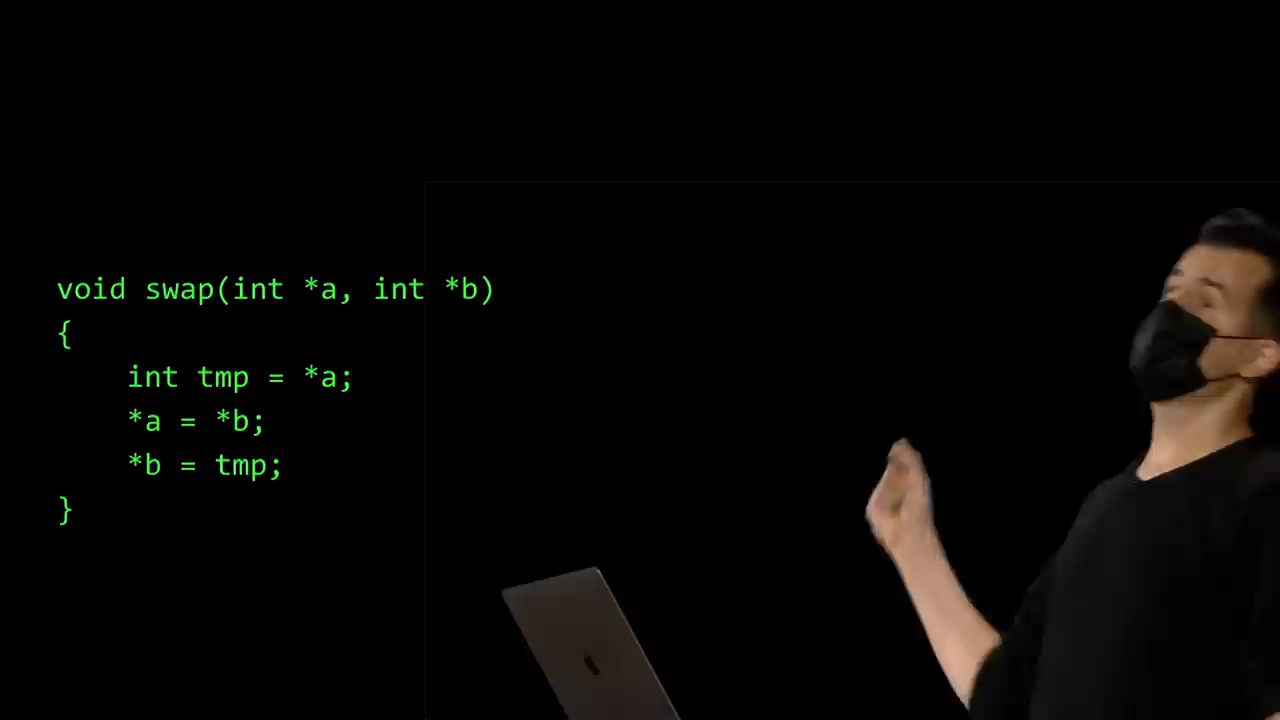 void swap(int *a, int *b)
{
    int tmp = *a;
    *a = *b;
    *b = tmp;
}